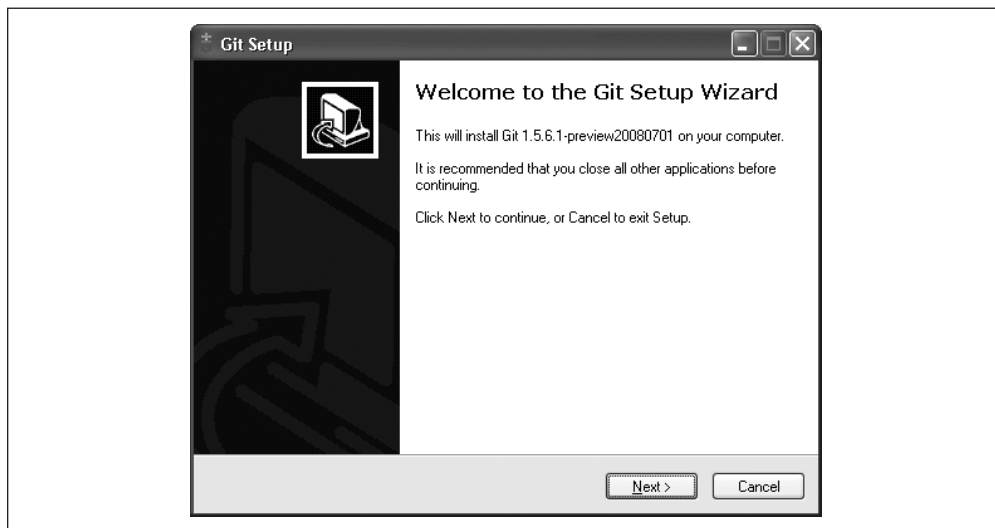 Git Setup
Welcome to the Git Setup Wizard
This will install Git 1.5.6.1-preview20080701 on your computer.
It is recommended that you close all other applications before
continuing.
Click Next to continue, or Cancel to exit Setup.
Next >
Cancel